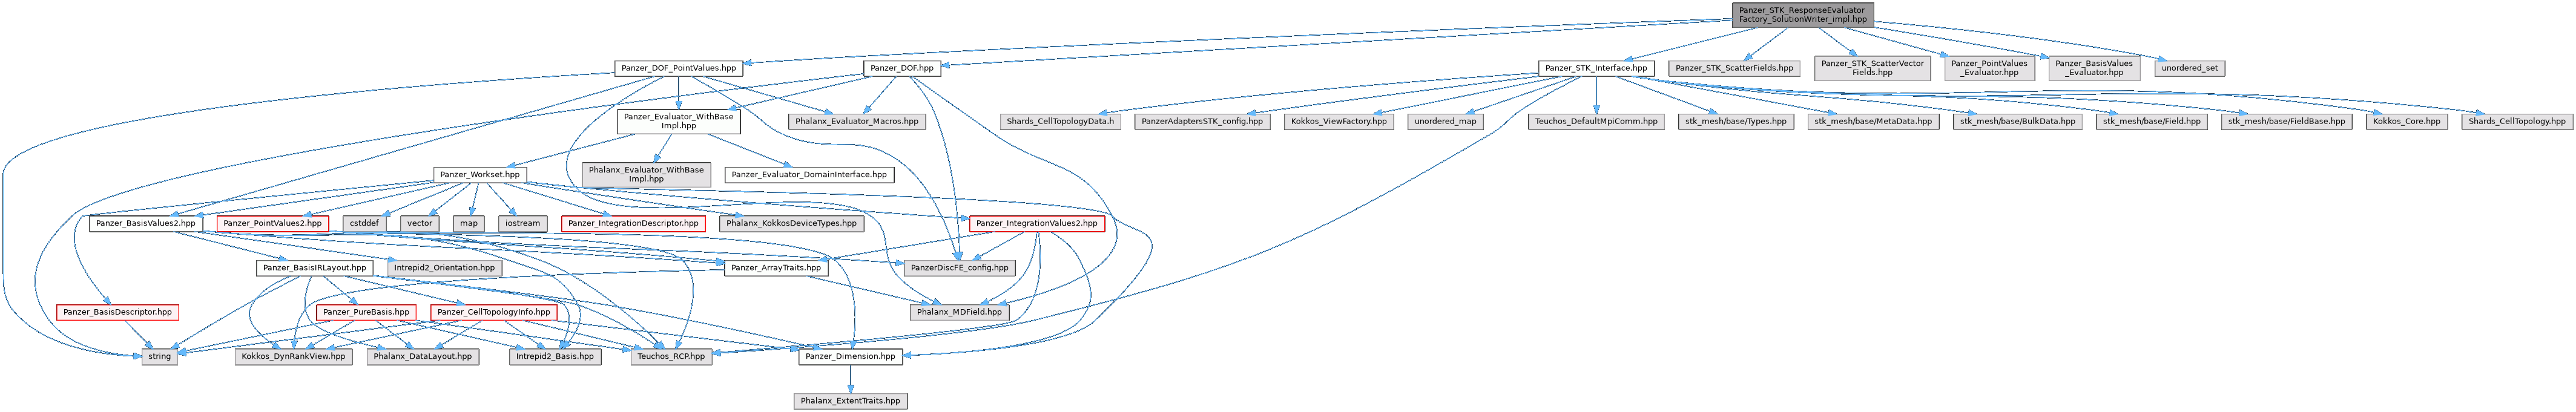 Panzer_STK_ResponseEvaluator
Factory_SolutionWriter_impl.hpp
Panzer_DOF_PointValues.hpp
Panzer_DOF.hpp
Panzer_STK_Interface.hpp
Panzer_STK_ScatterFields.hpp
Panzer_STK_ScatterVector
Fields.hpp
Panzer_PointValues
_Evaluator.hpp
Panzer_BasisValues
_Evaluator.hpp
unordered_set
Panzer_Evaluator_WithBase
Impl.hpp
Phalanx_Evaluator_Macros.hpp
Shards_CellTopologyData.h
PanzerAdaptersSTK_config.hpp
Kokkos_ViewFactory.hpp
unordered_map
Teuchos_DefaultMpiComm.hpp
stk_mesh/base/Types.hpp
stk_mesh/base/MetaData.hpp
stk_mesh/base/BulkData.hpp
stk_mesh/base/Field.hpp
stk_mesh/base/FieldBase.hpp
Kokkos_Core.hpp
Shards_CellTopology.hpp
Panzer_Workset.hpp
Phalanx_Evaluator_WithBase
Impl.hpp
Panzer_Evaluator_DomainInterface.hpp
Panzer_BasisValues2.hpp
Panzer_PointValues2.hpp
cstddef
vector
map
iostream
Panzer_IntegrationDescriptor.hpp
Phalanx_KokkosDeviceTypes.hpp
Panzer_IntegrationValues2.hpp
Panzer_BasisIRLayout.hpp
Intrepid2_Orientation.hpp
Panzer_ArrayTraits.hpp
PanzerDiscFE_config.hpp
Panzer_BasisDescriptor.hpp
Panzer_PureBasis.hpp
Panzer_CellTopologyInfo.hpp
Phalanx_MDField.hpp
string
Kokkos_DynRankView.hpp
Phalanx_DataLayout.hpp
Intrepid2_Basis.hpp
Teuchos_RCP.hpp
Panzer_Dimension.hpp
Phalanx_ExtentTraits.hpp